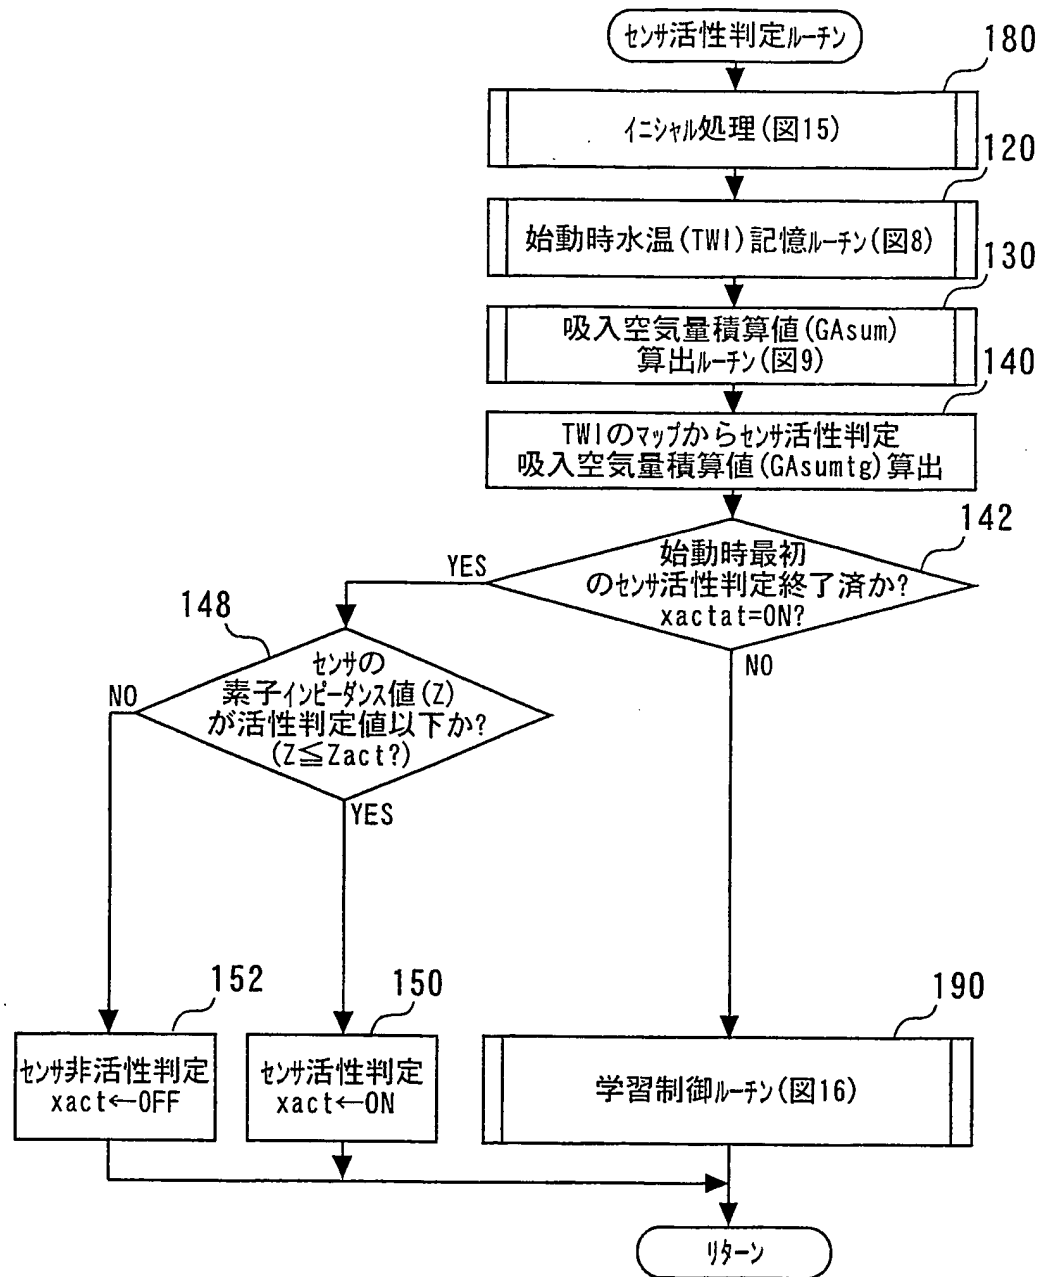 センサ活性判定ルーチン
180
イニシャル処理(図15)
120
始動時水温(TWI)記憶ルーチン(図8)
130
吸入空気量積算値(GAsum)
算出ルーチン(図9)
140
TWIのマップからセンサ活性判定
吸入空気量積算値(GAsumtg)算出
142
始動時最初
のセンサ活性判定終了済か?
xactat=ON?
YES
NO
148
センサの
素子インピーダンス値(Z)
が活性判定値以下か?
(Z≦Zact?)
NO
YES
152
センサ非活性判定
xact←OFF
150
センサ活性判定
xact←ON
190
学習制御ルーチン(図16)
リターン